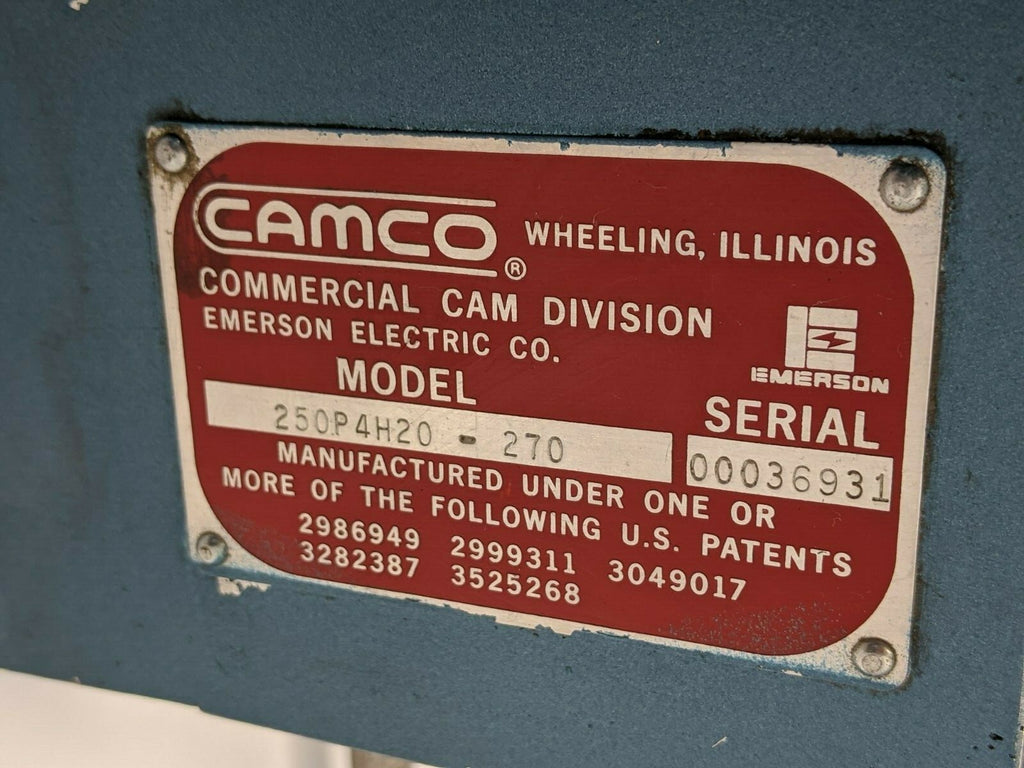 CAMCO® WHEELING, ILLINOIS
COMMERCIAL CAM DIVISION
EMERSON ELECTRIC CO.
EMERSON
MODEL
250P4H20 - 270
SERIAL
00036931
MANUFACTURED UNDER ONE OR
MORE OF THE FOLLOWING U.S. PATENTS
2986949 2999311 3049017
3282387 3525268